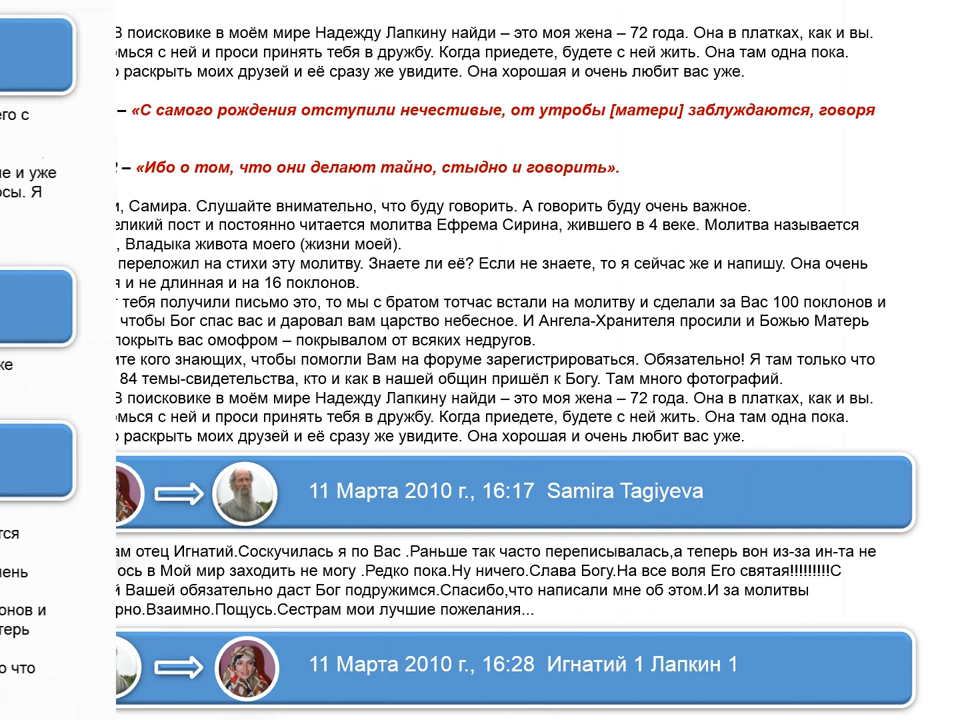 его с
ие и уже
осы. Я
же
тся
чень
онов и
терь
о что
В поисковике в моём мире Надежду Лапкину найди – это моя жена – 72 года. Она в платках, как и вы.
омься с ней и проси принять тебя в дружбу. Когда приедете, будете с ней жить. Она там одна пока.
о раскрыть моих друзей и её сразу же увидите. Она хорошая и очень любит вас уже.
– «С самого рождения отступили нечестивые, от утробы [матери] заблуждаются, говоря
2 – «Ибо о том, что они делают тайно, стыдно и говорить».
и, Самира. Слушайте внимательно, что буду говорить. А говорить буду очень важное.
еликий пост и постоянно читается молитва Ефрема Сирина, жившего в 4 веке. Молитва называется
, Владыка живота моего (жизни моей).
переложил на стихи эту молитву. Знаете ли её? Если не знаете, то я сейчас же и напишу. Она очень
я и не длинная и на 16 поклонов.
т тебя получили письмо это, то мы с братом тотчас встали на молитву и сделали за Вас 100 поклонов и
чтобы Бог спас вас и даровал вам царство небесное. И Ангела-Хранителя просили и Божью Матерь
покрыть вас омофром – покрывалом от всяких недругов.
ите кого знающих, чтобы помогли Вам на форуме зарегистрироваться. Обязательно! Я там только что
84 темы-свидетельства, кто и как в нашей общин пришёл к Богу. Там много фотографий.
В поисковике в моём мире Надежду Лапкину найди – это моя жена – 72 года. Она в платках, как и вы.
омься с ней и проси принять тебя в дружбу. Когда приедете, будете с ней жить. Она там одна пока.
о раскрыть моих друзей и её сразу же увидите. Она хорошая и очень любит вас уже.
11 Марта 2010 г., 16:17 Samira Tagiyeva
ам отец Игнатий.Соскучилась я по Вас .Раньше так часто переписывалась,а теперь вон из-за ин-та не
ось в Мой мир заходить не могу .Редко пока.Ну ничего.Слава Богу.На все воля Его святая!!!!!!!!!С
й Вашей обязательно даст Бог подружимся.Спасибо,что написали мне об этом.И за молитвы
рно.Взаимно.Пощусь.Сестрам мои лучшие пожелания...
11 Марта 2010 г., 16:28 Игнатий 1 Лапкин 1